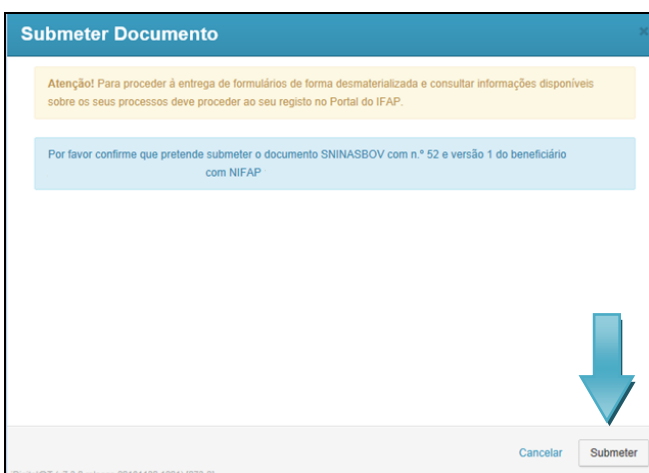 Submeter Documento
Atenção! Para proceder à entrega de formulários de forma desmaterializada e consultar informações disponíveis
sobre os seus processos deve proceder ao seu registo no Portal do IFAP.
Por favor confirme que pretende submeter o documento SNINASBOV com n.º 52 e versão 1 do beneficiário
com NIFAP
Cancelar Submeter